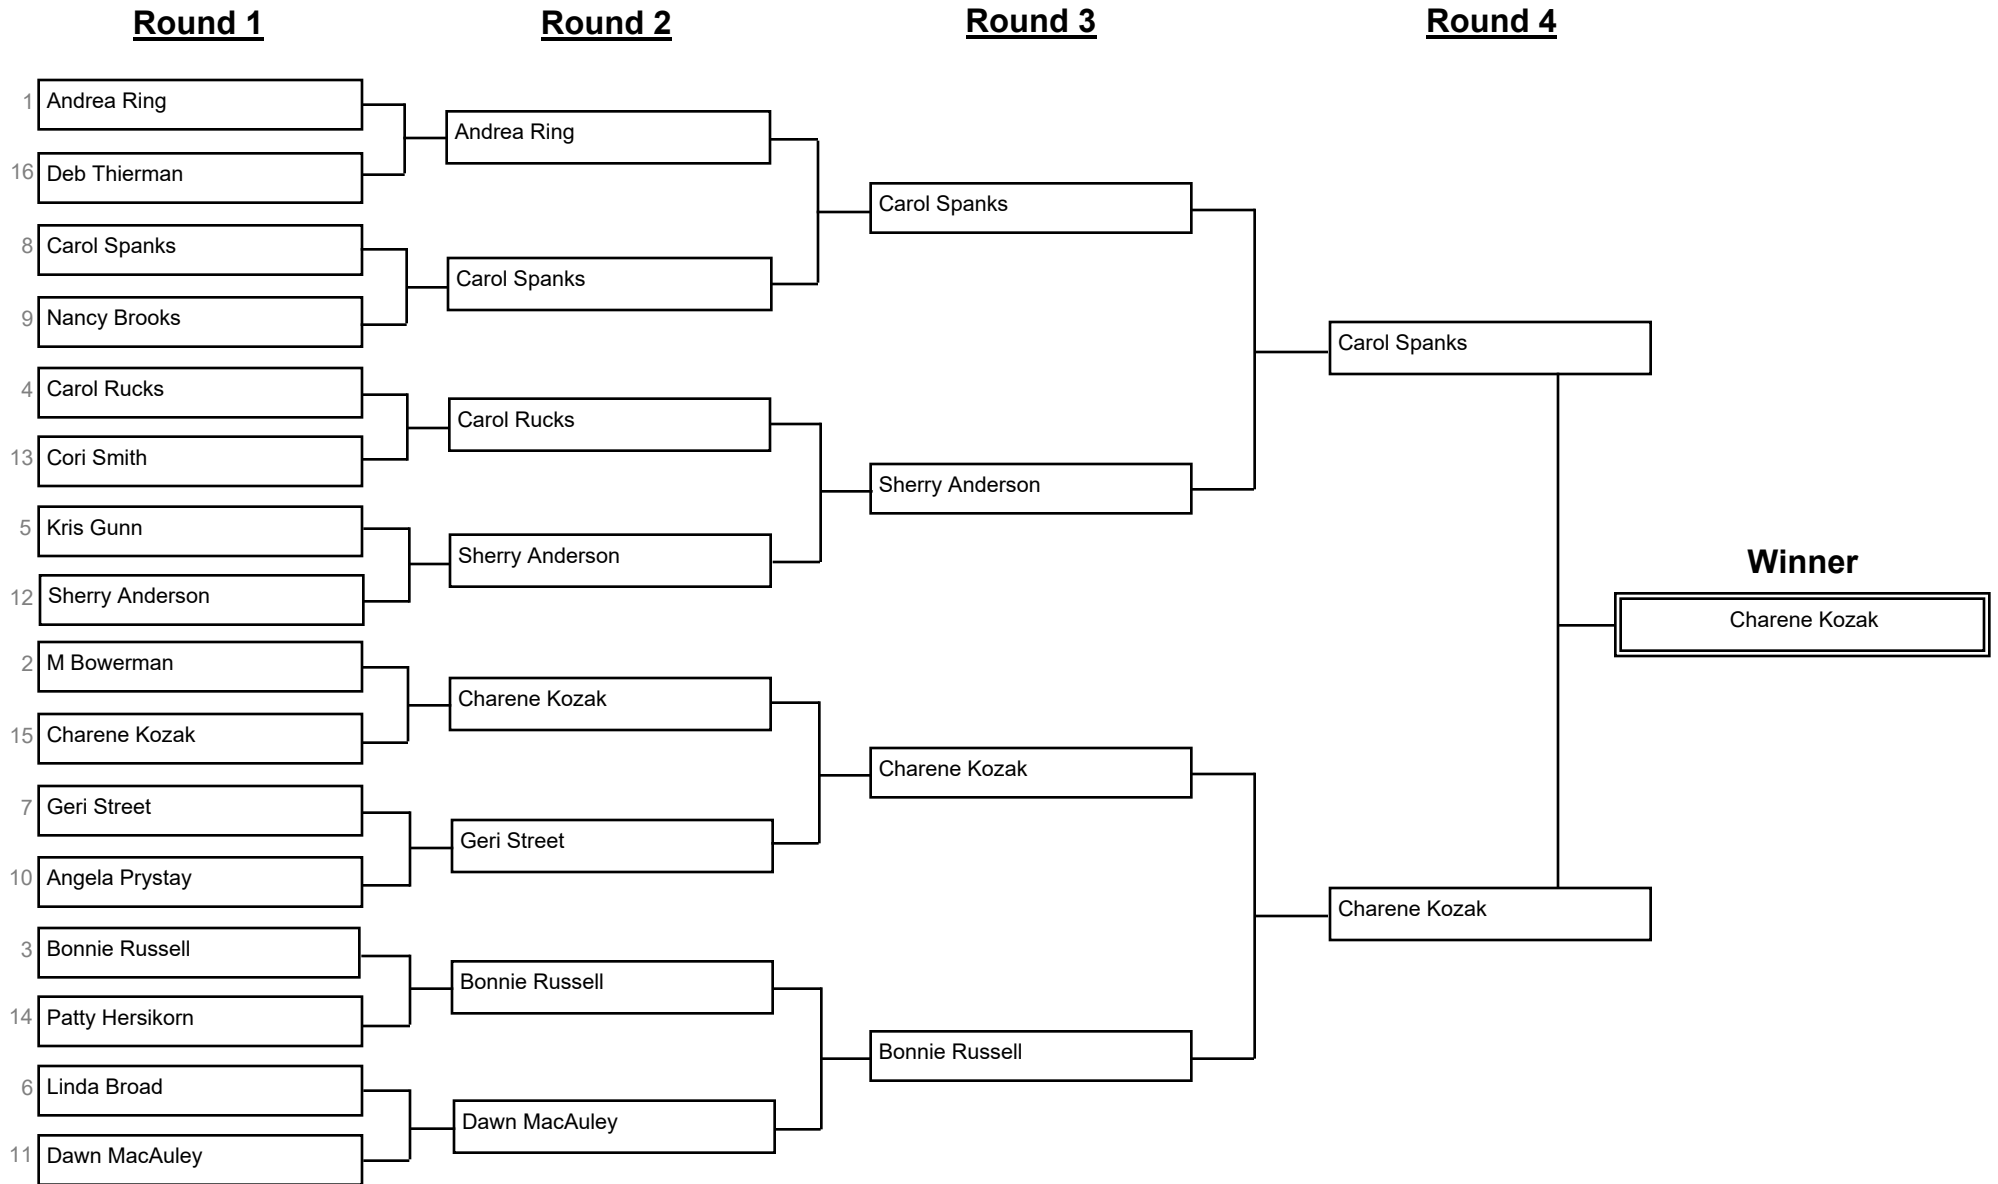 Round 1
Round 2
Round 3
Round 4
1 Andrea Ring
16 Deb Thierman
8 Carol Spanks
9 Nancy Brooks
4 Carol Rucks
13 Cori Smith
5 Kris Gunn
12 Sherry Anderson
2 M Bowerman
15 Charene Kozak
7 Geri Street
10 Angela Prystay
3 Bonnie Russell
14 Patty Hersikorn
6 Linda Broad
11 Dawn MacAuley
Andrea Ring
Carol Spanks
Carol Rucks
Sherry Anderson
Charene Kozak
Geri Street
Bonnie Russell
Dawn MacAuley
Carol Spanks
Sherry Anderson
Charene Kozak
Bonnie Russell
Carol Spanks
Charene Kozak
Winner
Charene Kozak